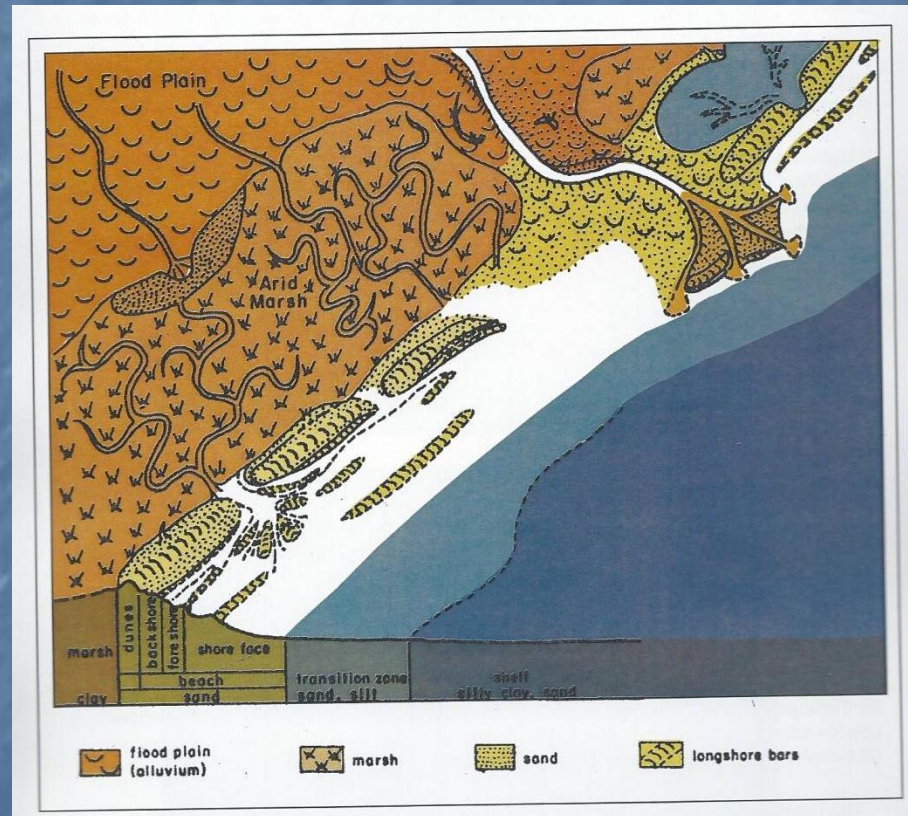 Flood Plain
Arid
Marsh
marsh
dunes
backshore
foreshore
shore face
beach
clay
sand
transition zone
sand, silt
shelf
silty clay, sand
flood plain
(alluvium)
marsh
sand
longshore bars